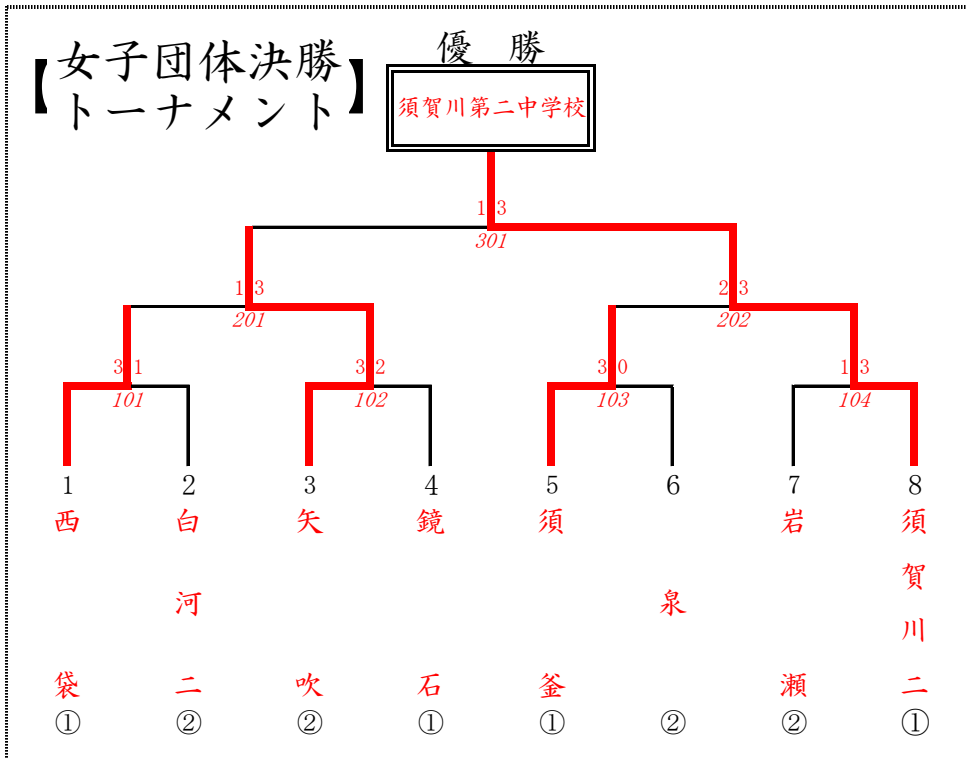 【女子団体決勝トーナメント】
優勝
須賀川第二中学校
1 3
301
1 3
201
2 3
202
3 1
101
3 2
102
3 0
103
1 3
104
1 2 3 4 5 6 7 8
西袋
白河二
矢吹
鏡石
須釜
泉
岩瀬
須賀川二
① ② ② ① ① ② ② ①